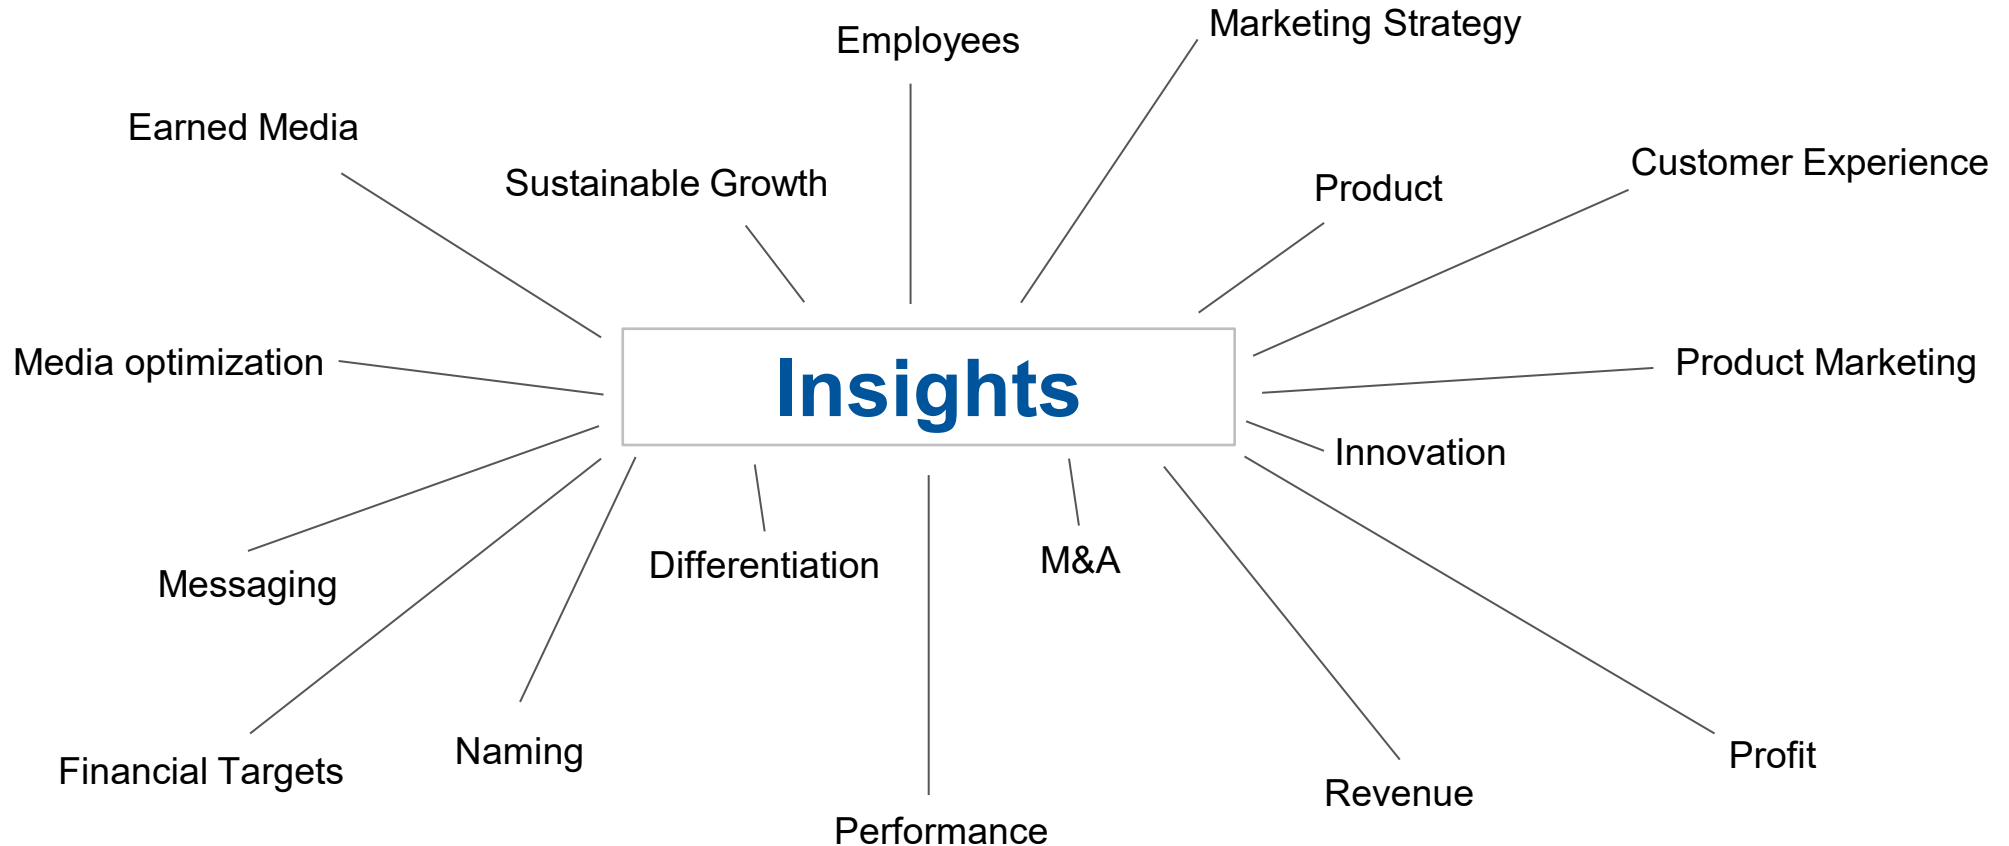 Marketing Strategy
Employees
Earned Media
Customer Experience
Sustainable Growth
Product
Media optimization
Insights
Product Marketing
Innovation
Differentiation
M&A
Messaging
Naming
Profit
Financial Targets
Revenue
Performance